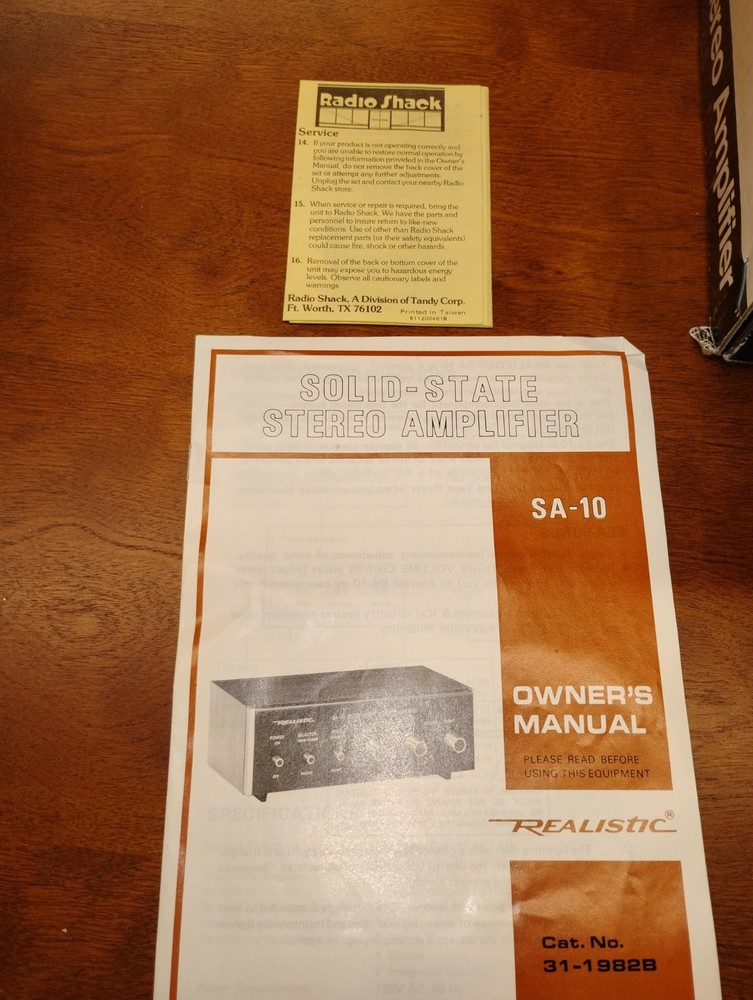 Radio Shack
Service
14. If your product is not operating correctly and
you are unable to restore normal operation by
following information provided in the Owner's
Manual, do not remove the back cover of the
set or attempt any further adjustments.
Unplug the set and contact your nearby Radio
Shack store.
15. When service or repair is required, bring the
unit to Radio Shack. We have the parts and
personnel to insure return to like-new
conditions. Use of other than Radio Shack
replacement parts (or their safety equivalents)
could cause fire, shock or other hazards.
16. Removal of the back or bottom cover of the
unit may expose you to hazardous energy
levels. Observe all cautionary labels and
warnings.
Radio Shack, A Division of Tandy Corp.
Ft. Worth, TX 76102
Printed in Taiwan
Stereo Amplifier
SOLID-STATE
STEREO AMPLIFIER
SA-10
REALISTIC
POWER
ON
OFF
SELECTOR
PHONO
OWNER'S
MANUAL
PLEASE READ BEFORE
USING THIS EQUIPMENT
REALISTIC®
Cat. No.
31-1982B